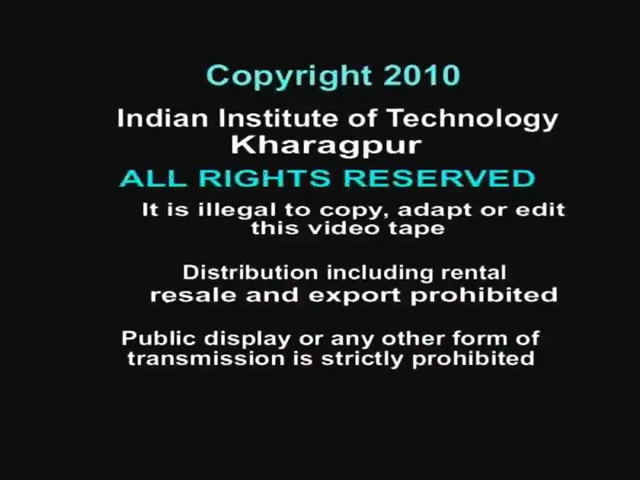 Copyright 2010
Indian Institute of Technology
Kharagpur
ALL RIGHTS RESERVED
It is illegal to copy, adapt or edit
this video tape
Distribution including rental
resale and export prohibited
Public display or any other form of
transmission is strictly prohibited